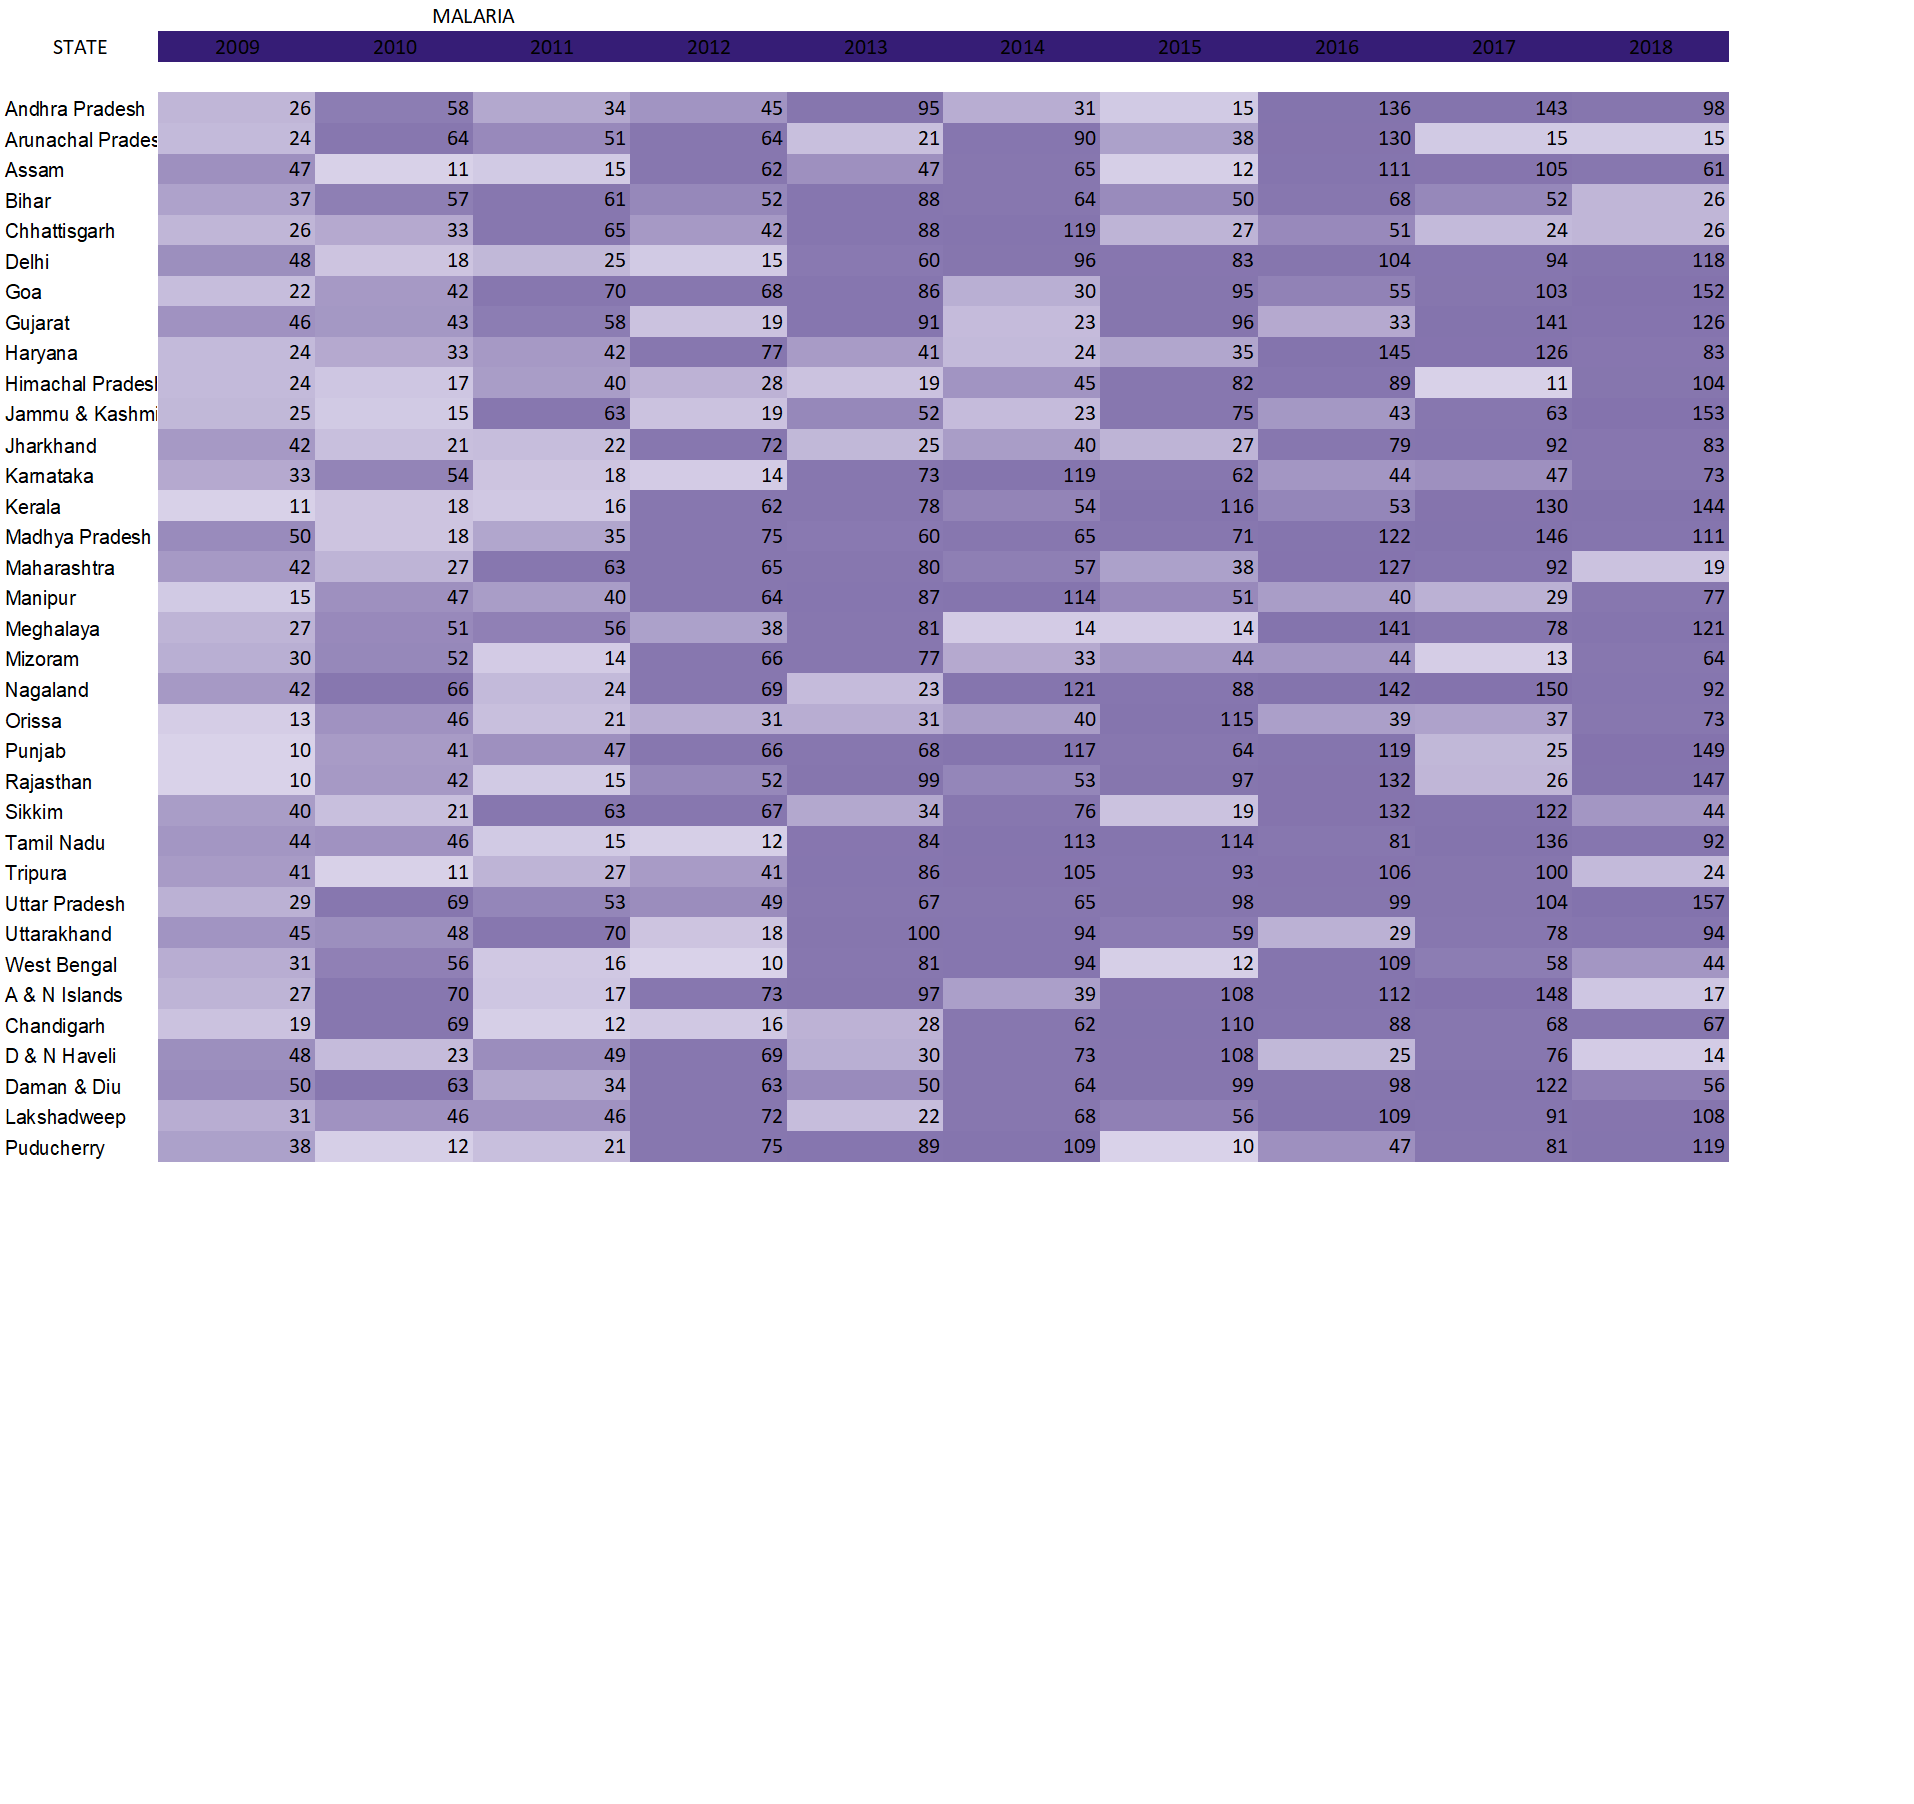 MALARIA
STATE 2009 2010 2011 2012 2013 2014 2015 2016 2017 2018
Andhra Pradesh 26 58 34 45 95 31 15 136 143 98
Arunachal Prades 24 64 51 64 21 90 38 130 15 15
Assam 47 11 15 62 47 65 12 111 105 61
Bihar 37 57 61 52 88 64 50 68 52 26
Chhattisgarh 26 33 65 42 88 119 27 51 24 26
Delhi 48 18 25 15 60 96 83 104 94 118
Goa 22 42 70 68 86 30 95 55 103 152
Gujarat 46 43 58 19 91 23 96 33 141 126
Haryana 24 33 42 77 41 24 35 145 126 83
Himachal Pradesh 24 17 40 28 19 45 82 89 11 104
Jammu & Kashmi 25 15 63 19 52 23 75 43 63 153
Jharkhand 42 21 22 72 25 40 27 79 92 83
Karnataka 33 54 18 14 73 119 62 44 47 73
Kerala 11 18 16 62 78 54 116 53 130 144
Madhya Pradesh 50 18 35 75 60 65 71 122 146 111
Maharashtra 42 27 63 65 80 57 38 127 92 19
Manipur 15 47 40 64 87 114 51 40 29 77
Meghalaya 27 51 56 38 81 14 14 141 78 121
Mizoram 30 52 14 66 77 33 44 44 13 64
Nagaland 42 66 24 69 23 121 88 142 150 92
Orissa 13 46 21 31 31 40 115 39 37 73
Punjab 10 41 47 66 68 117 64 119 25 149
Rajasthan 10 42 15 52 99 53 97 132 26 147
Sikkim 40 21 63 67 34 76 19 132 122 44
Tamil Nadu 44 46 15 12 84 113 114 81 136 92
Tripura 41 11 27 41 86 105 93 106 100 24
Uttar Pradesh 29 69 53 49 67 65 98 99 104 157
Uttarakhand 45 48 70 18 100 94 59 29 78 94
West Bengal 31 56 16 10 81 94 12 109 58 44
A & N Islands 27 70 17 73 97 39 108 112 148 17
Chandigarh 19 69 12 16 28 62 110 88 68 67
D & N Haveli 48 23 49 69 30 73 108 25 76 14
Daman & Diu 50 63 34 63 50 64 99 98 122 56
Lakshadweep 31 46 46 72 22 68 56 109 91 108
Puducherry 38 12 21 75 89 109 10 47 81 119